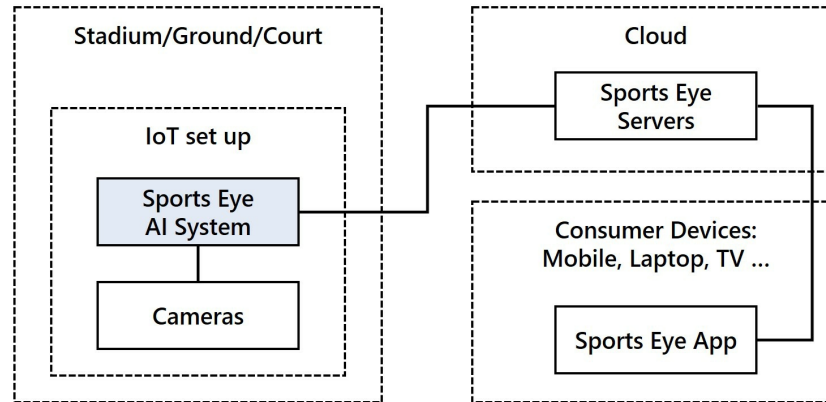 Stadium/Ground/Court
IoT set up
Sports Eye
AI System
Cameras
Cloud
Sports Eye
Servers
Consumer Devices:
Mobile, Laptop, TV ...
Sports Eye App